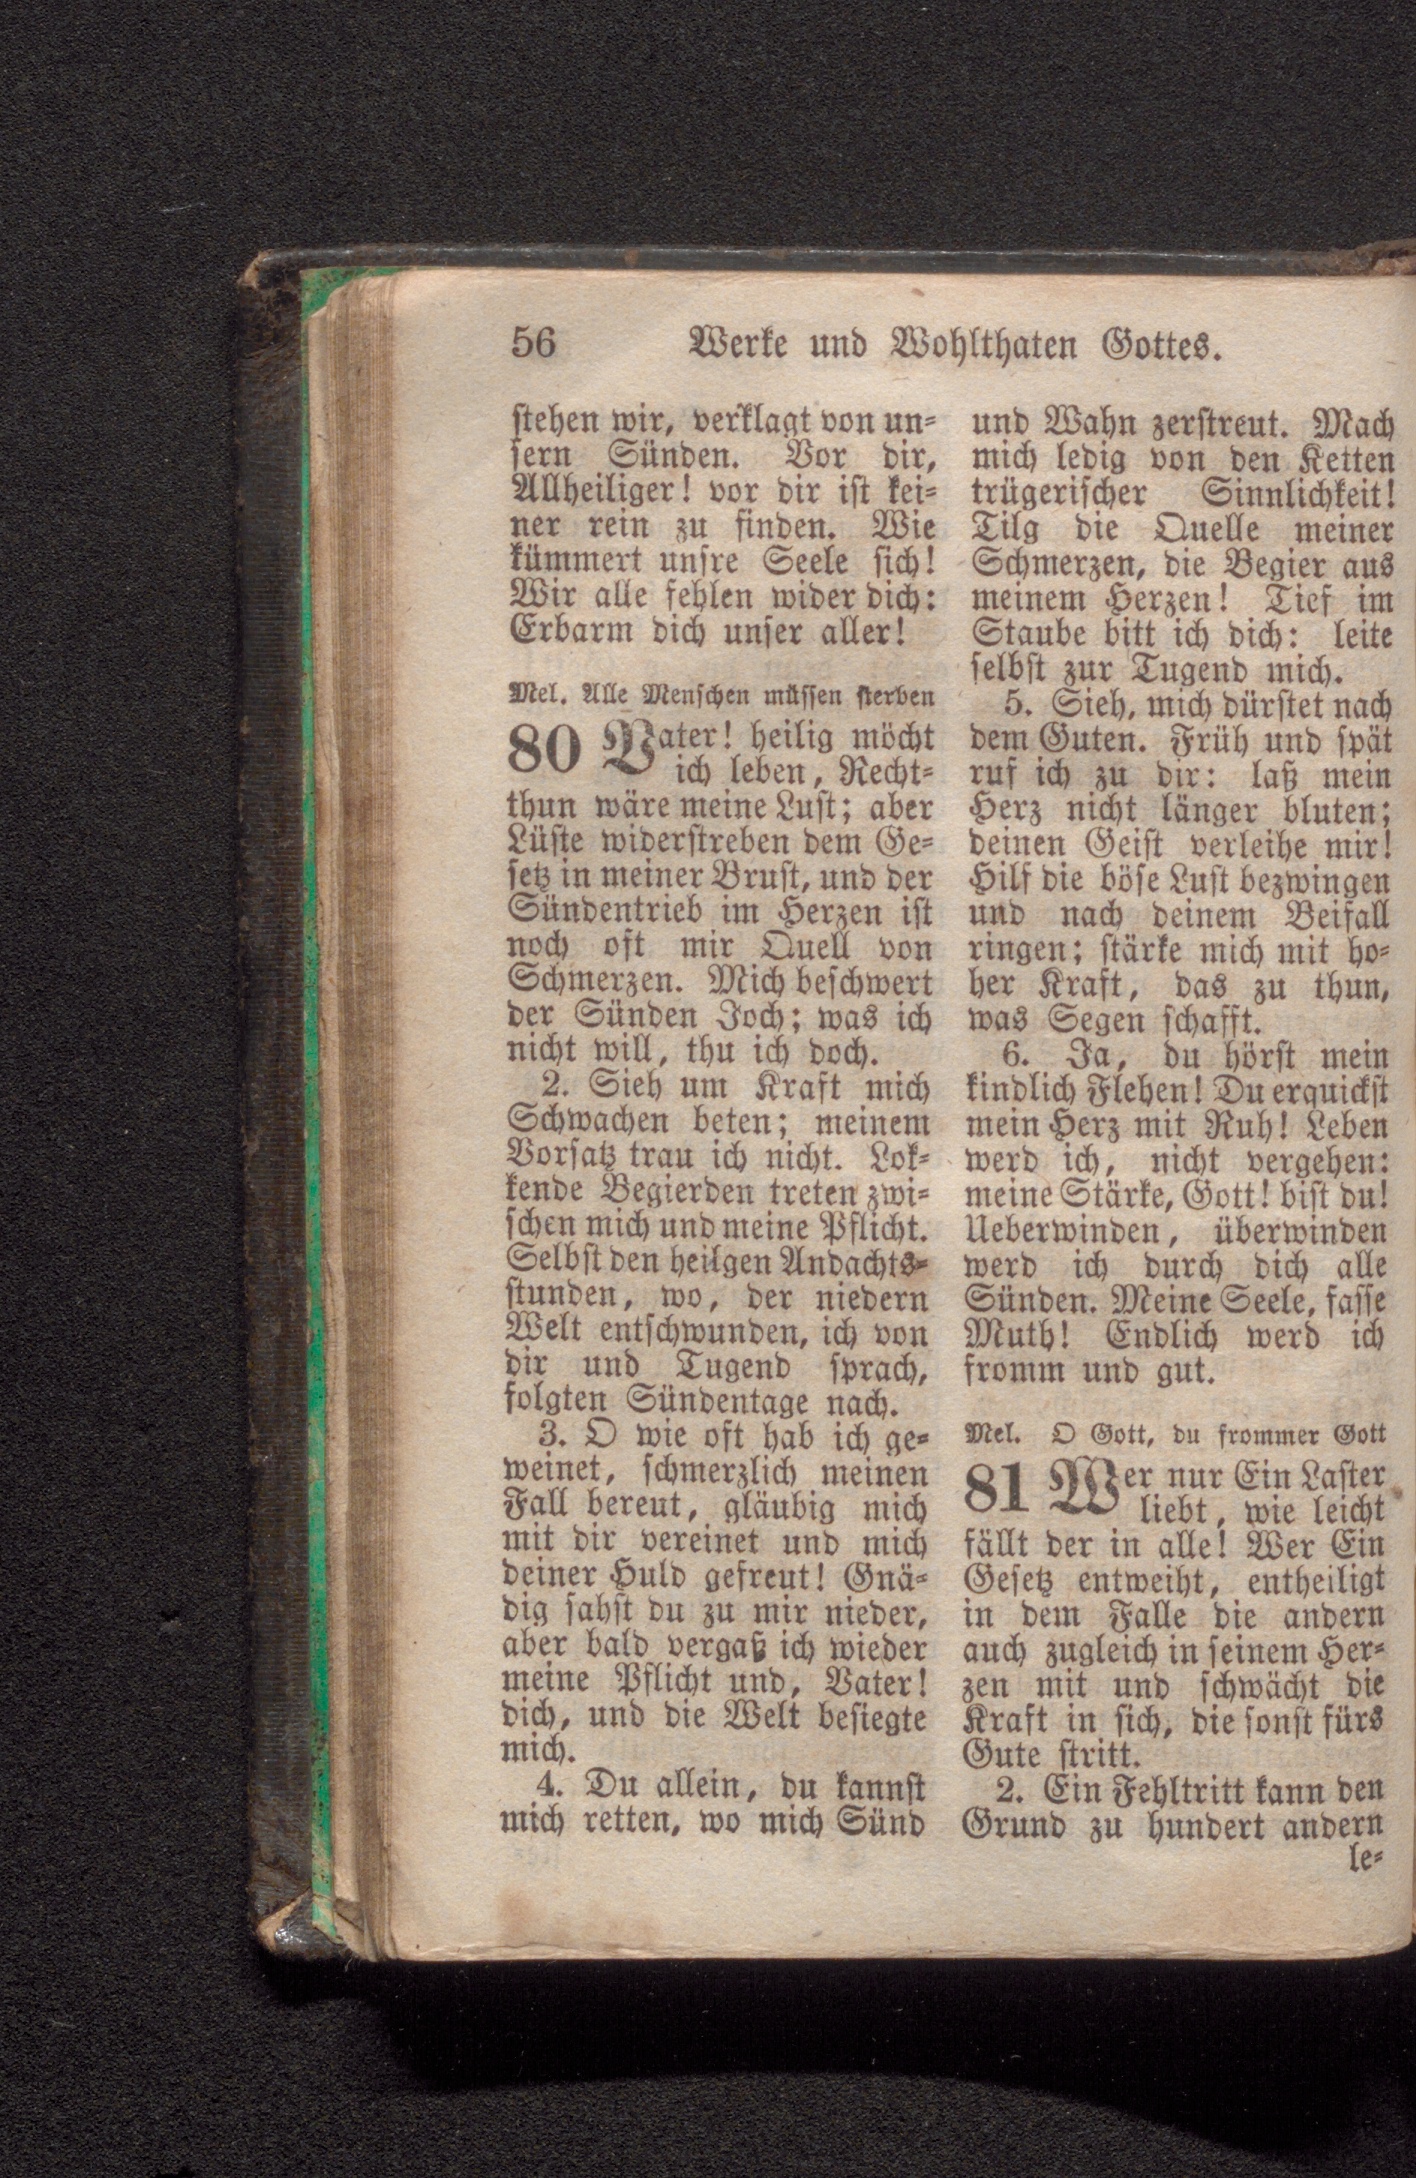 56 Werke und Wohlthaten Gottes.
stehen wir, verklagt von un-
sern Sünden. Vor dir,
Allheiliger! vor dir ist kei-
ner rein zu finden. Wie
kümmert unsre Seele sich!
Wir alle fehlen wider dich:
Erbarm dich unser aller!
Mel. Alle Menschen müssen sterben
80 Vater! heilig möcht
ich leben, Recht-
thun wäre meine Lust; aber
Lüste widerstreben dem Ge-
setz in meiner Brust, und der
Sündentrieb im Herzen ist
noch oft mir Quell von
Schmerzen. Mich beschwert
der Sünden Joch; was ich
nicht will, thu ich doch.
2. Sieh um Kraft mich
Schwachen beten; meinem
Vorsatz trau ich nicht. Lok-
kende Begierden treten zwi-
schen mich und meine Pflicht.
Selbst den heilgen Andachts-
stunden, wo, der niedern
Welt entschwunden, ich von
dir und Tugend sprach,
folgten Sündentage nach.
3. O wie oft hab ich ge-
weinet, schmerzlich meinen
Fall bereut, gläubig mich
mit dir vereinet und mich
deiner Huld gefreut! Gnä-
dig sahst du zu mir nieder,
aber bald vergaß ich wieder
meine Pflicht und, Vater!
dich, und die Welt besiegte
mich.
4. Du allein, du kannst
mich retten, wo mich Sünd
und Wahn zerstreut. Mach
mich ledig von den Ketten
trügerischer Sinnlichkeit!
Tilg die Quelle meiner
Schmerzen, die Begier aus
meinem Herzen! Tief im
Staube bitt ich dich: leite
selbst zur Tugend mich.
5. Sieh, mich dürstet nach
dem Guten. Früh und spät
ruf ich zu dir: laß mein
Herz nicht länger bluten;
deinen Geist verleihe mir!
Hilf die böse Lust bezwingen
und nach deinem Beifall
ringen; stärke mich mit ho-
her Kraft, das zu thun,
was Segen schafft.
6. Ja, du hörst mein
kindlich Flehen! Du erquickst
mein Herz mit Ruh! Leben
werd ich, nicht vergehen:
meine Stärke, Gott! bist du!
Ueberwinden, überwinden
werd ich durch dich alle
Sünden. Meine Seele, fasse
Muth! Endlich werd ich
fromm und gut.
Mel. O Gott, du frommer Gott
81 Wer nur Ein Laster
liebt, wie leicht
fällt der in alle! Wer Ein
Gesetz entweiht, entheiligt
in dem Falle die andern
auch zugleich in seinem Her-
zen mit und schwächt die
Kraft in sich, die sonst fürs
Gute stritt.
2. Ein Fehltritt kann den
Grund zu hundert andern
le-